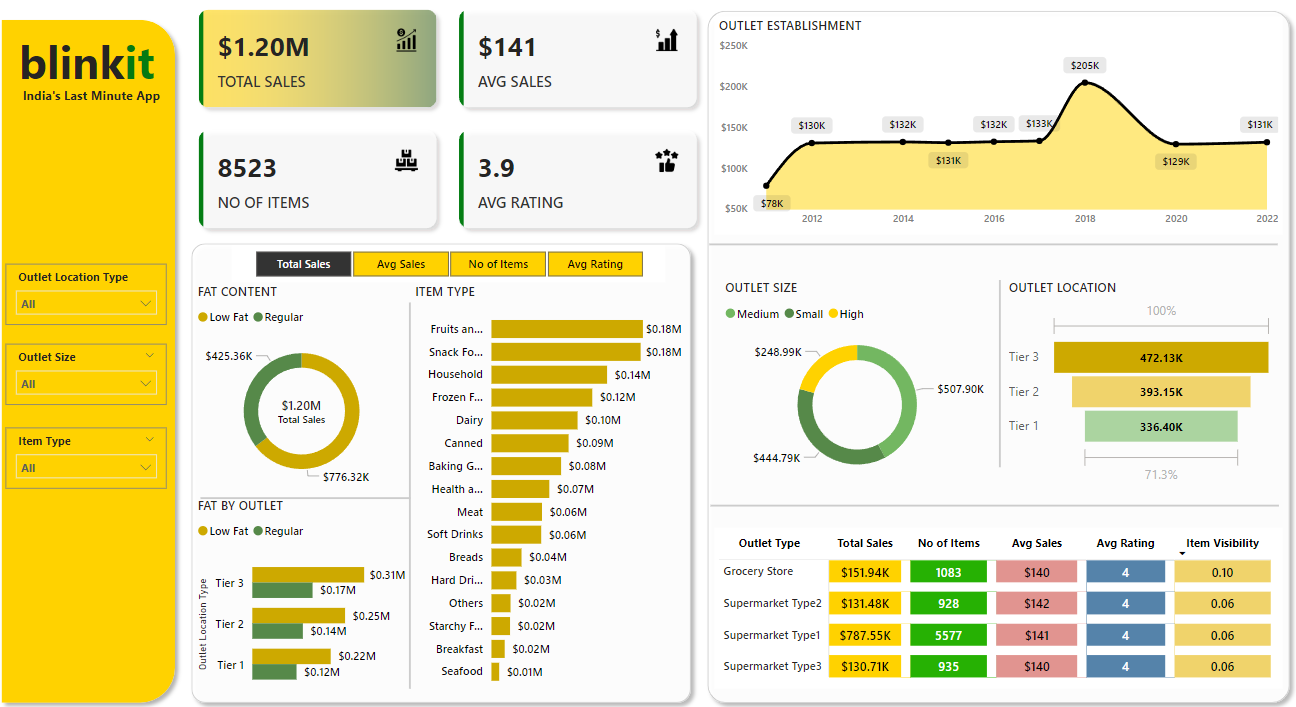 blinkit
India's Last Minute App
Outlet Location Type
All
Outlet Size
All
Item Type
All
$1.20M
TOTAL SALES
$141
AVG SALES
8523
NO OF ITEMS
3.9
AVG RATING
Total Sales Avg Sales No of Items Avg Rating
FAT CONTENT
Low Fat Regular
$425.36K
$1.20M
Total Sales
$776.32K
FAT BY OUTLET
Low Fat Regular
Outlet Location Type
Tier 3 $0.31M
$0.17M
Tier 2 $0.25M
$0.14M
Tier 1 $0.22M
$0.12M
ITEM TYPE
Fruits an... $0.18M
Snack Fo... $0.18M
Household $0.14M
Frozen F... $0.12M
Dairy $0.10M
Canned $0.09M
Baking G... $0.08M
Health a... $0.07M
Meat $0.06M
Soft Drinks $0.06M
Breads $0.04M
Hard Dri... $0.03M
Others $0.02M
Starchy F... $0.02M
Breakfast $0.02M
Seafood $0.01M
OUTLET ESTABLISHMENT
$250K
$200K
$150K
$100K
$50K
$78K $130K $132K $131K $132K $133K $205K $129K $131K
2012 2014 2016 2018 2020 2022
OUTLET SIZE
Medium Small High
$248.99K
$507.90K
$444.79K
OUTLET LOCATION
100%
Tier 3 472.13K
Tier 2 393.15K
Tier 1 336.40K
71.3%
Outlet Type Total Sales No of Items Avg Sales Avg Rating Item Visibility
Grocery Store $151.94K 1083 $140 4 0.10
Supermarket Type2 $131.48K 928 $142 4 0.06
Supermarket Type1 $787.55K 5577 $141 4 0.06
Supermarket Type3 $130.71K 935 $140 4 0.06